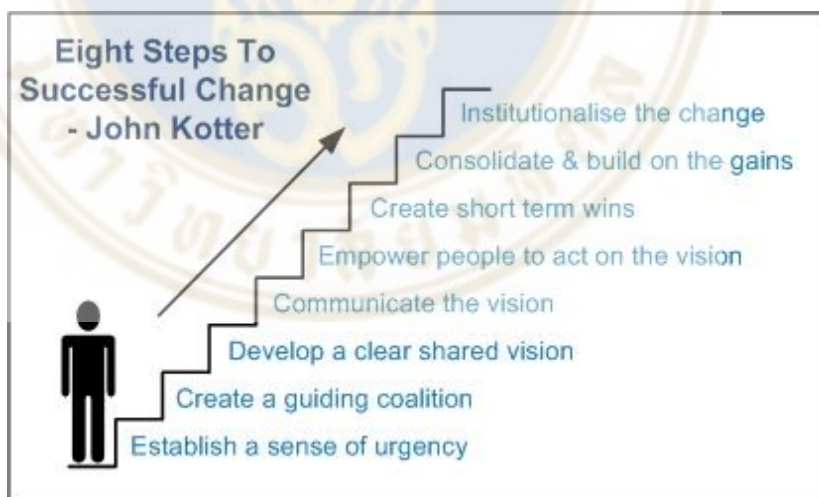 Eight Steps To
Successful Change
- John Kotter
Institutionalise the change
Consolidate & build on the gains
Create short term wins
Empower people to act on the vision
Communicate the vision
Develop a clear shared vision
Create a guiding coalition
Establish a sense of urgency